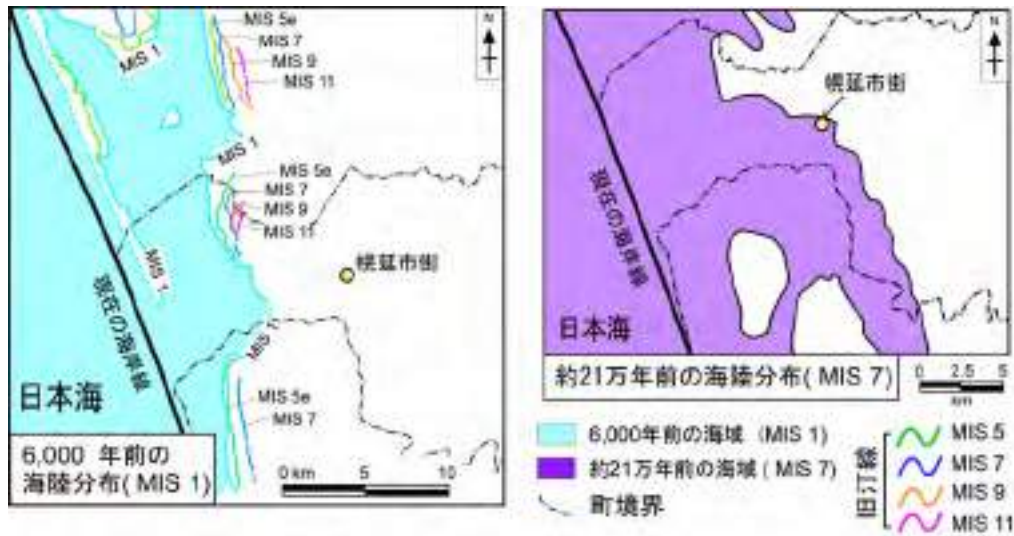 N
MIS 5e
MIS 7
MIS 9
MIS 11
MIS 1
MIS 1
MIS 5e
MIS 7
MIS 9
MIS 11
MIS 1
幌延市街
現在の海岸線
MIS
日本海
MIS 5e
MIS 7
6,000 年前の
海陸分布( MIS 1)
0 km 5 10
N
幌延市街
現在の海岸線
日本海
約21万年前の海陸分布( MIS 7)
0 2.5 5
km
6,000年前の海域 (MIS 1)
約21万年前の海域 ( MIS 7)
町境界
旧汀線
MIS 5
MIS 7
MIS 9
MIS 11